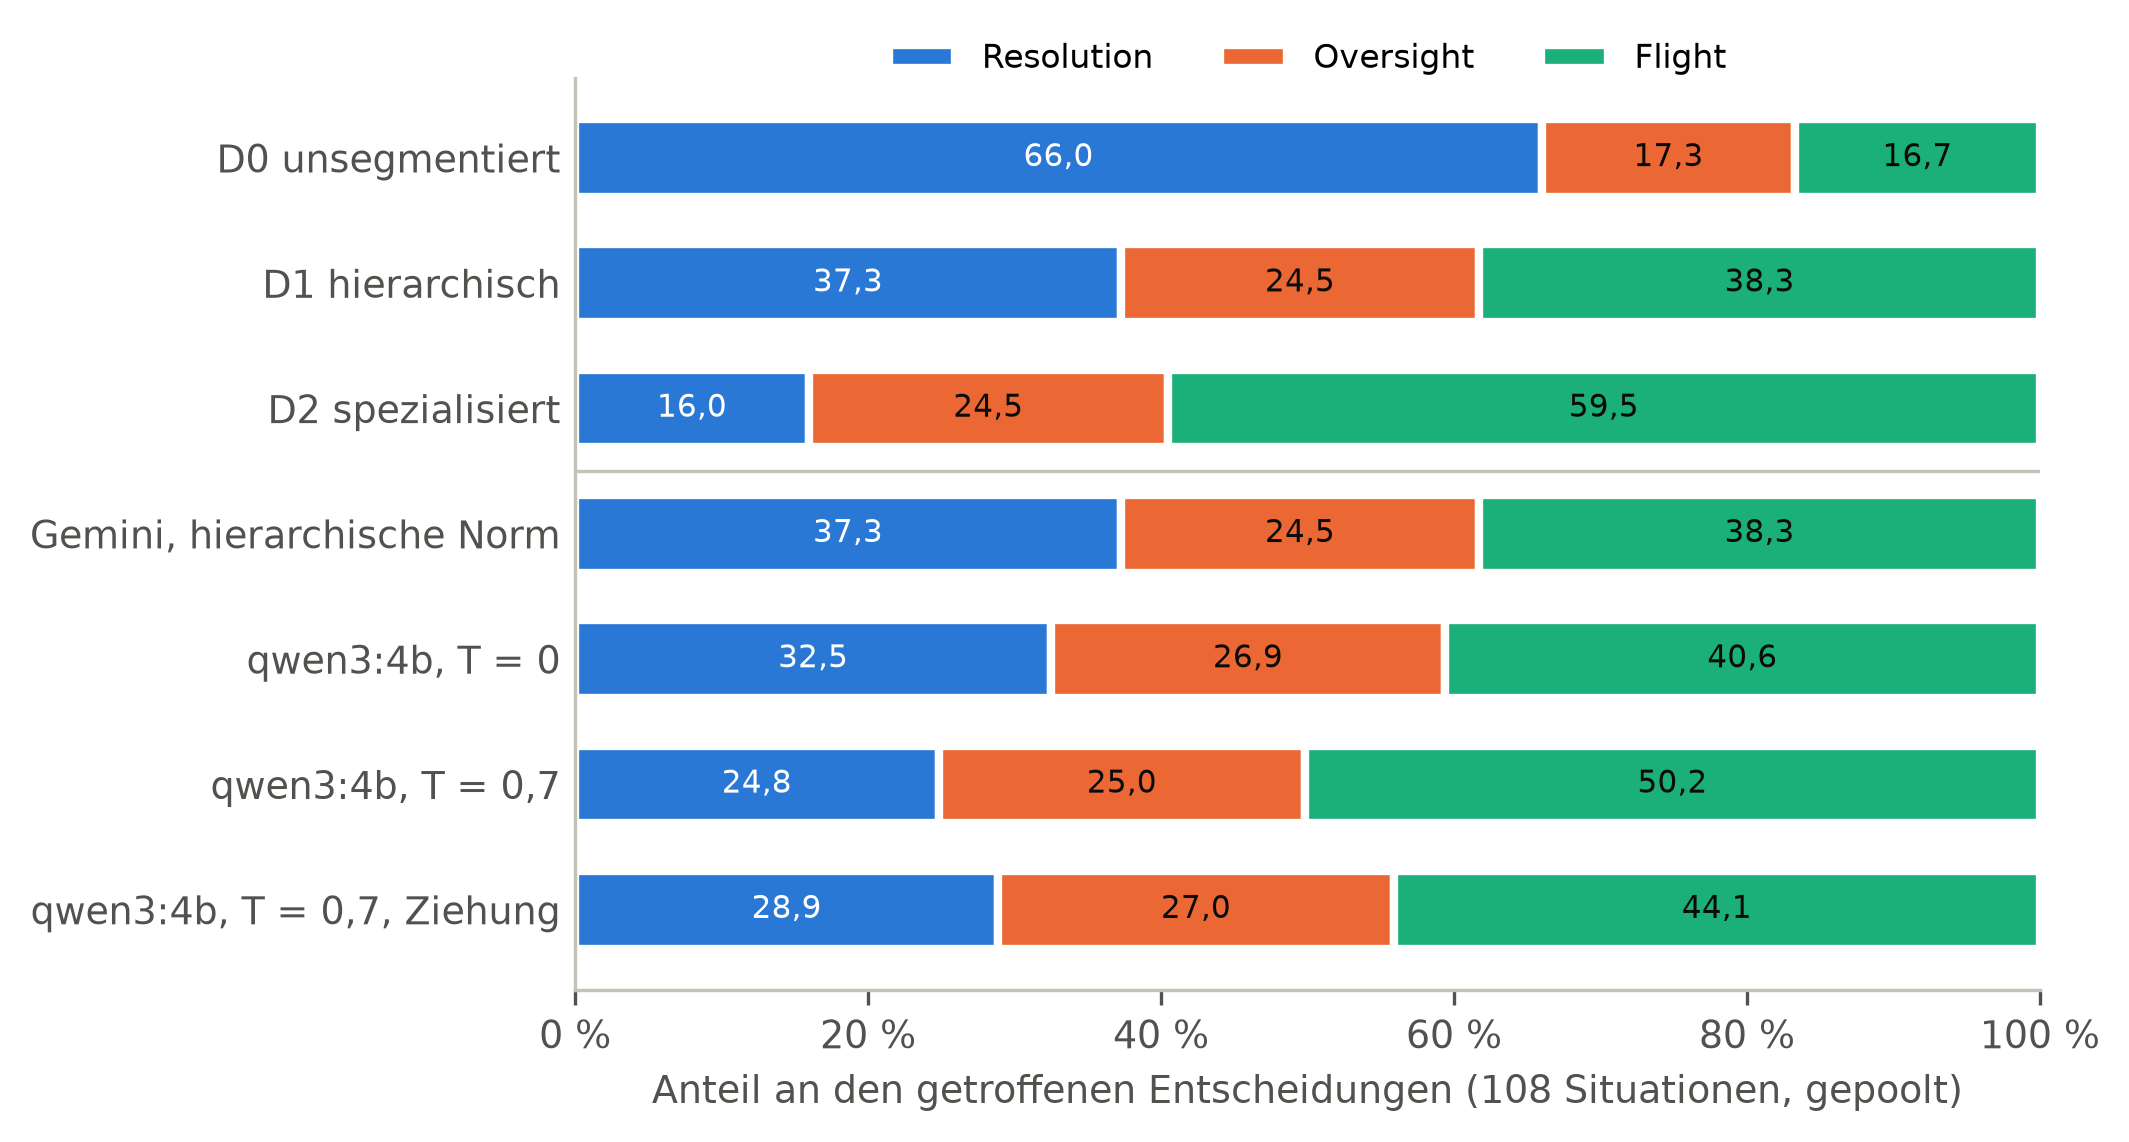 Resolution Oversight Flight
D0 unsegmentiert 66,0 17,3 16,7
D1 hierarchisch 37,3 24,5 38,3
D2 spezialisiert 16,0 24,5 59,5
Gemini, hierarchische Norm 37,3 24,5 38,3
qwen3:4b, T = 0 32,5 26,9 40,6
qwen3:4b, T = 0,7 24,8 25,0 50,2
qwen3:4b, T = 0,7, Ziehung 28,9 27,0 44,1
0 % 20 % 40 % 60 % 80 % 100 %
Anteil an den getroffenen Entscheidungen (108 Situationen, gepoolt)